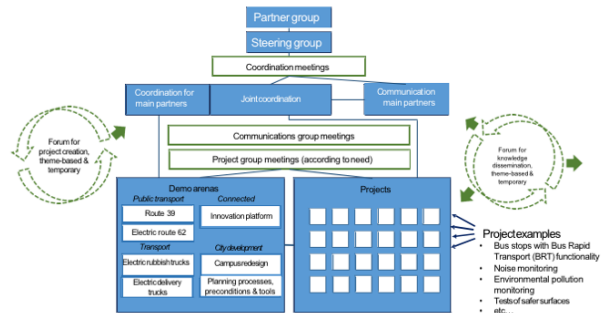 Partner group
Steering group
Coordination meetings
Coordination for
main partners
Joint coordination
Communication
main partners
Communications group meetings
Project group meetings (according to need)
Forum for
project creation,
theme-based &
temporary
Forum for
knowledge
dissemination,
theme-based &
temporary
Demo arenas
Public transport
Connected
Route 39
Innovation platform
Electric route 62
Transport
City development
Electric rubbish trucks
Campus redesign
Electric delivery
trucks
Planning processes,
preconditions & tools
Projects
Project examples
• Bus stops with Bus Rapid
Transport (BRT) functionality
• Noise monitoring
• Environmental pollution
monitoring
• Tests of safer surfaces
• etc...